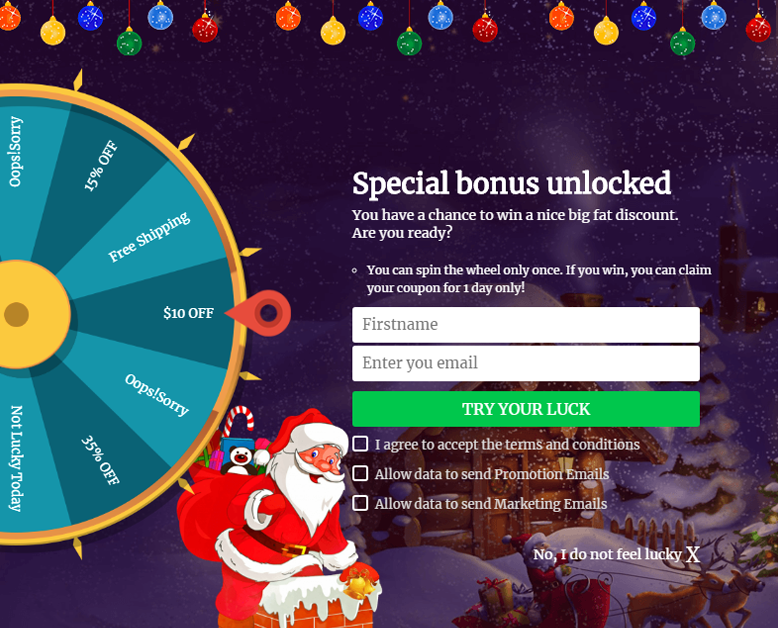 Oops!Sorry
15% OFF
Free Shipping
$10 OFF
Oops!Sorry
35% OFF
Not Lucky Today
Special bonus unlocked
You have a chance to win a nice big fat discount.
Are you ready?
You can spin the wheel only once. If you win, you can claim
your coupon for 1 day only!
Firstname
Enter you email
TRY YOUR LUCK
I agree to accept the terms and conditions
Allow data to send Promotion Emails
Allow data to send Marketing Emails
No, I do not feel lucky X